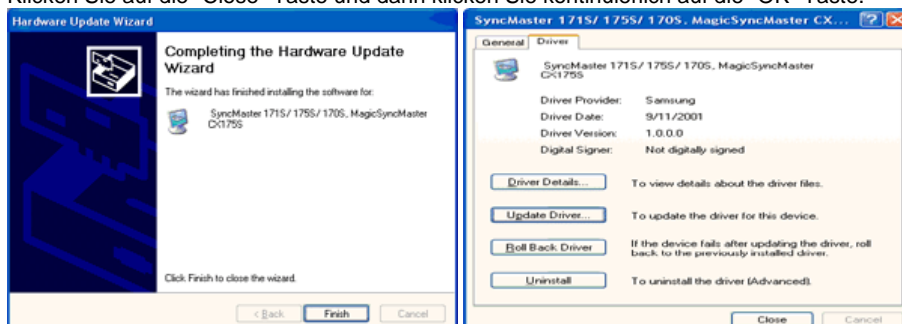 Klicken Sie auf die "Close"-Taste und dann klicken Sie kontinuierlich auf die "OK"-Taste.
Hardware Update Wizard
Completing the Hardware Update
Wizard
The wizard has finished installing the software for:
SyncMaster 171S/ 175S/ 170S, MagicSyncMaster
CX175S
Click Finish to close the wizard.
< Back
Finish
Cancel
SyncMaster 171S/ 175S/ 170S, MagicSyncMaster CX...
General
Driver
SyncMaster 171S/ 175S/ 170S, MagicSyncMaster
CX175S
Driver Provider: Samsung
Driver Date: 9/11/2001
Driver Version: 1.0.0.0
Digital Signer: Not digitally signed
Driver Details... To view details about the driver files.
Update Driver... To update the driver for this device.
Roll Back Driver If the device fails after updating the driver, roll
back to the previously installed driver.
Uninstall To uninstall the driver (Advanced).
Close
Cancel